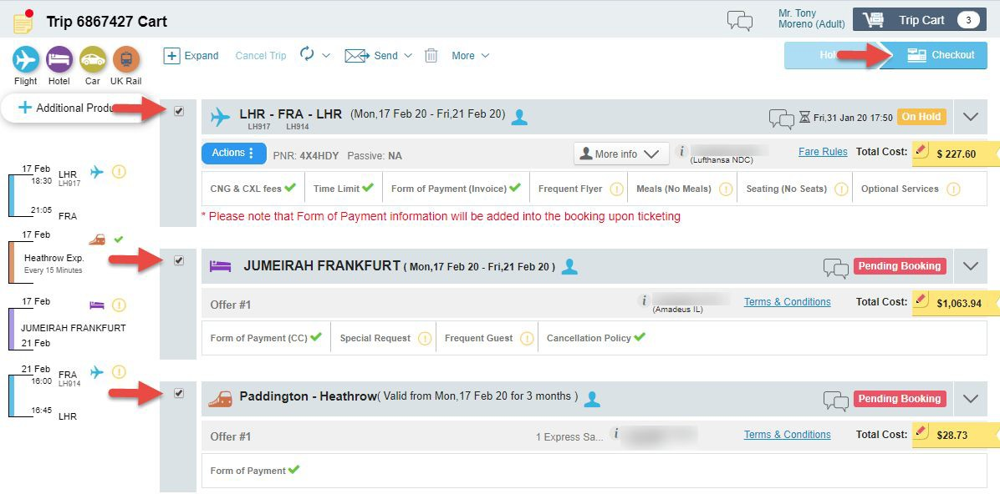 Trip 6867427 Cart
Mr. Tony
Moreno (Adult)
Trip Cart 3
Flight Hotel Car UK Rail
Expand Cancel Trip Send More
Checkout
Additional
LHR - FRA - LHR (Mon,17 Feb 20 - Fri,21 Feb 20)
LH917 LH914
Fri,31 Jan 20 17:50 On Hold
Actions PNR: 4X4HDY Passive: NA
More info
i
(Lufthansa NDC)
Fare Rules Total Cost: $ 227.60
CNG & CXL fees Time Limit Form of Payment (Invoice) Frequent Flyer Meals (No Meals) Seating (No Seats) Optional Services
* Please note that Form of Payment information will be added into the booking upon ticketing
17 Feb
18:30 LHR
LH917
21:05
FRA
17 Feb
Heathrow Exp.
Every 15 Minutes
17 Feb
JUMEIRAH FRANKFURT
21 Feb
21 Feb
16:00 FRA
LH914
16:45
LHR
JUMEIRAH FRANKFURT ( Mon,17 Feb 20 - Fri,21 Feb 20 )
Pending Booking
Offer #1
i
(Amadeus IL)
Terms & Conditions Total Cost: $1,063.94
Form of Payment (CC) Special Request Frequent Guest Cancellation Policy
Paddington - Heathrow( Valid from Mon,17 Feb 20 for 3 months )
Pending Booking
Offer #1
1 Express Sa... i
Terms & Conditions Total Cost: $28.73
Form of Payment